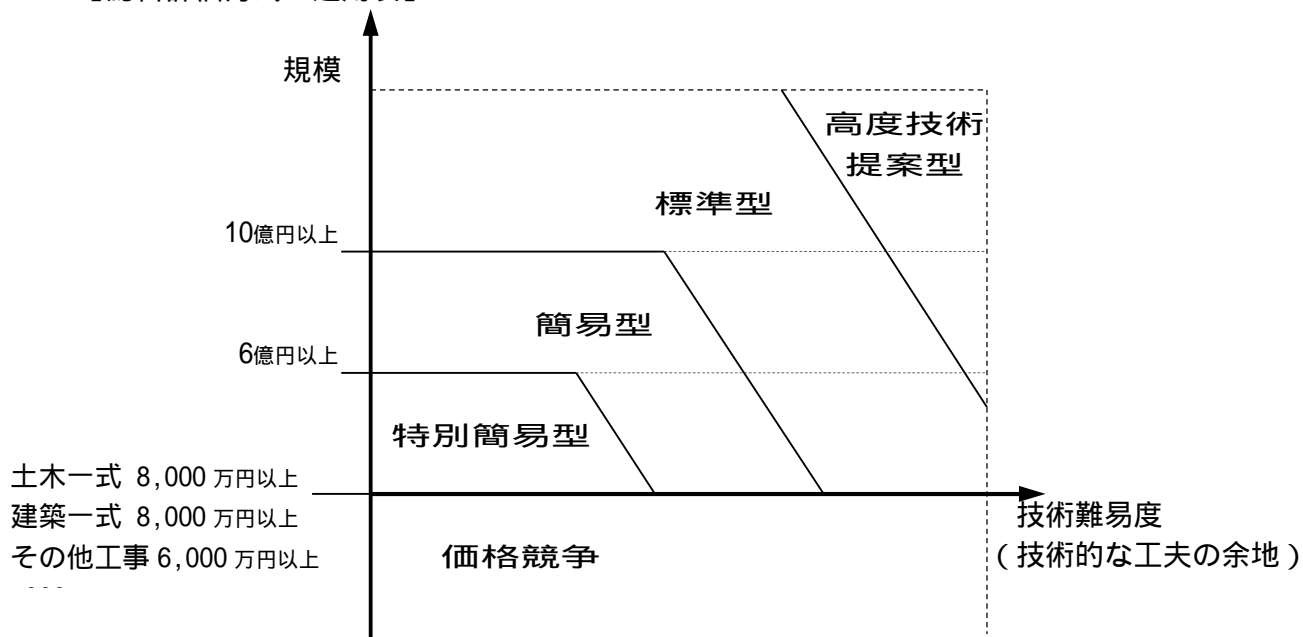 規模
高度技術
提案型
標準型
10億円以上
簡易型
6億円以上
特別簡易型
土木一式 8,000 万円以上
建築一式 8,000 万円以上
その他工事 6,000 万円以上
価格競争
技術難易度
（技術的な工夫の余地）